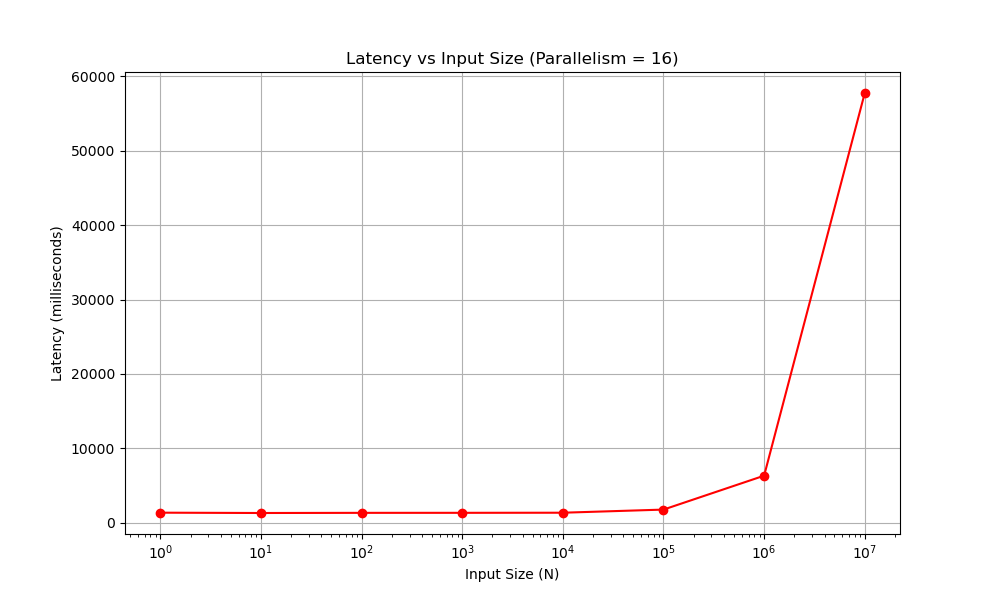 Latency vs Input Size (Parallelism = 16)
60000
50000
40000
30000
20000
10000
0
Latency (milliseconds)
10⁰ 10¹ 10² 10³ 10⁴ 10⁵ 10⁶ 10⁷
Input Size (N)